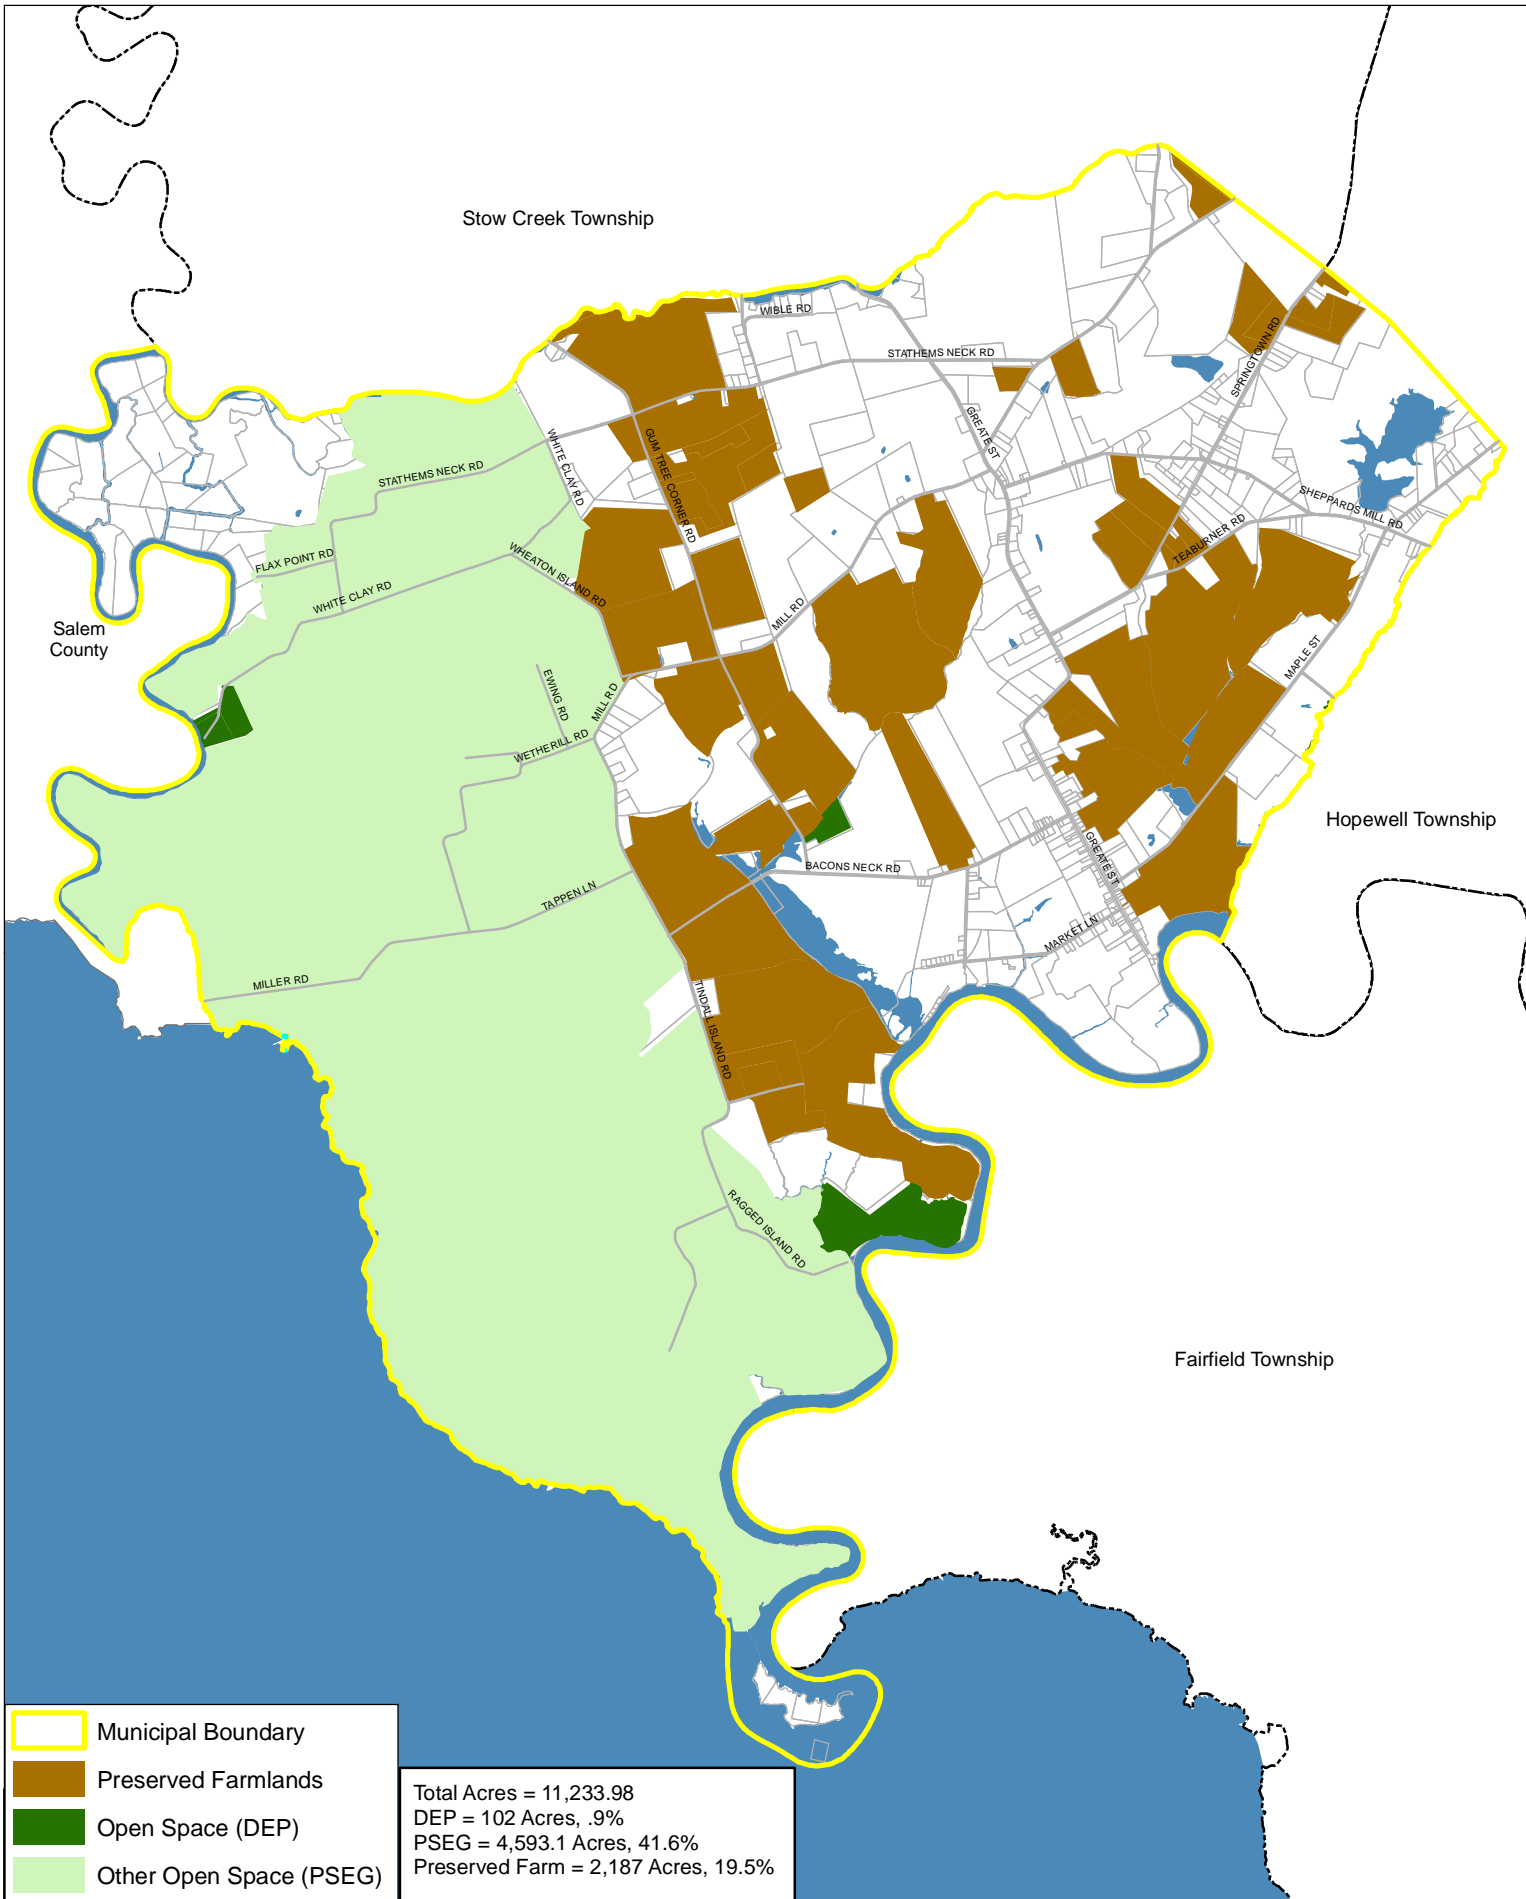 Stow Creek Township
WIBLE RD
STATHEMS NECK RD
SPRINGTOWN RD
GREATE ST
GUM TREE CORNER RD
WHITE CLAY RD
STATHEMS NECK RD
SHEPPARDS MILL RD
TEABURNER RD
FLAX POINT RD
WHEATON ISLAND RD
WHITE CLAY RD
MILL RD
Salem
County
MAPLE ST
EWING RD
MILL RD
WETHERILL RD
Hopewell Township
GREATE ST
BACONS NECK RD
TAPPEN LN
MARKET LN
MILLER RD
TINDALL ISLAND RD
RAGGED ISLAND RD
Fairfield Township
Municipal Boundary
Preserved Farmlands
Open Space (DEP)
Other Open Space (PSEG)
Total Acres = 11,233.98
DEP = 102 Acres, .9%
PSEG = 4,593.1 Acres, 41.6%
Preserved Farm = 2,187 Acres, 19.5%